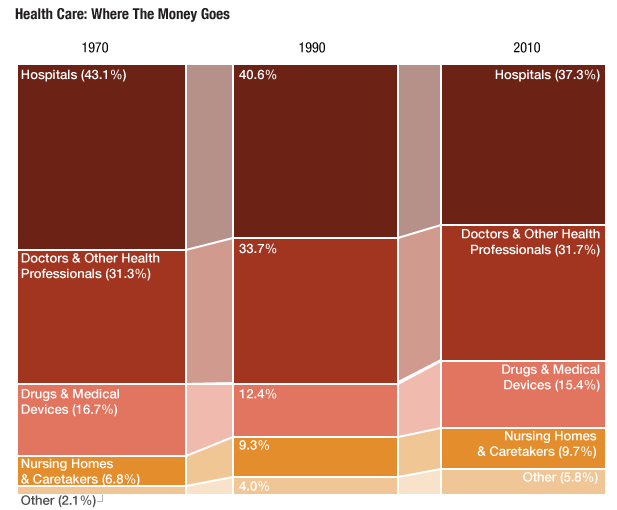 Health Care: Where The Money Goes
1970
1990
2010
Hospitals (43.1%)
40.6%
Hospitals (37.3%)
Doctors & Other Health
Professionals (31.3%)
33.7%
Doctors & Other Health
Professionals (31.7%)
Drugs & Medical
Devices (16.7%)
12.4%
Drugs & Medical
Devices (15.4%)
Nursing Homes
& Caretakers (6.8%)
9.3%
Nursing Homes
& Caretakers (9.7%)
Other (2.1%)
4.0%
Other (5.8%)